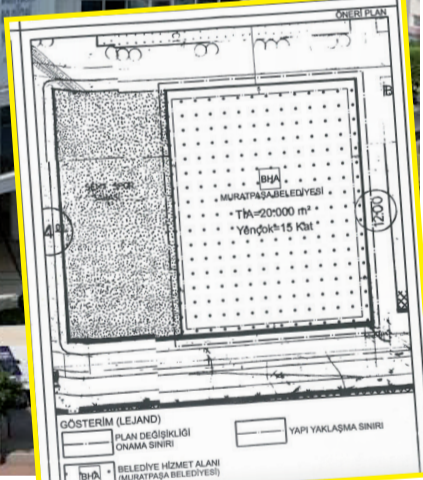 ÖNERİ PLAN
B
BHA
MURATPAŞA BELEDİYESİ
TİA=20.000 m²
Yençok=15 Kat
1200
GÖSTERİM (LEJAND)
PLAN DEĞİŞİKLİĞİ
ONAMA SINIRI
YAPI YAKLAŞMA SINIRI
BHA
BELEDİYE HİZMET ALANI
(MURATPAŞA BELEDİYESİ)